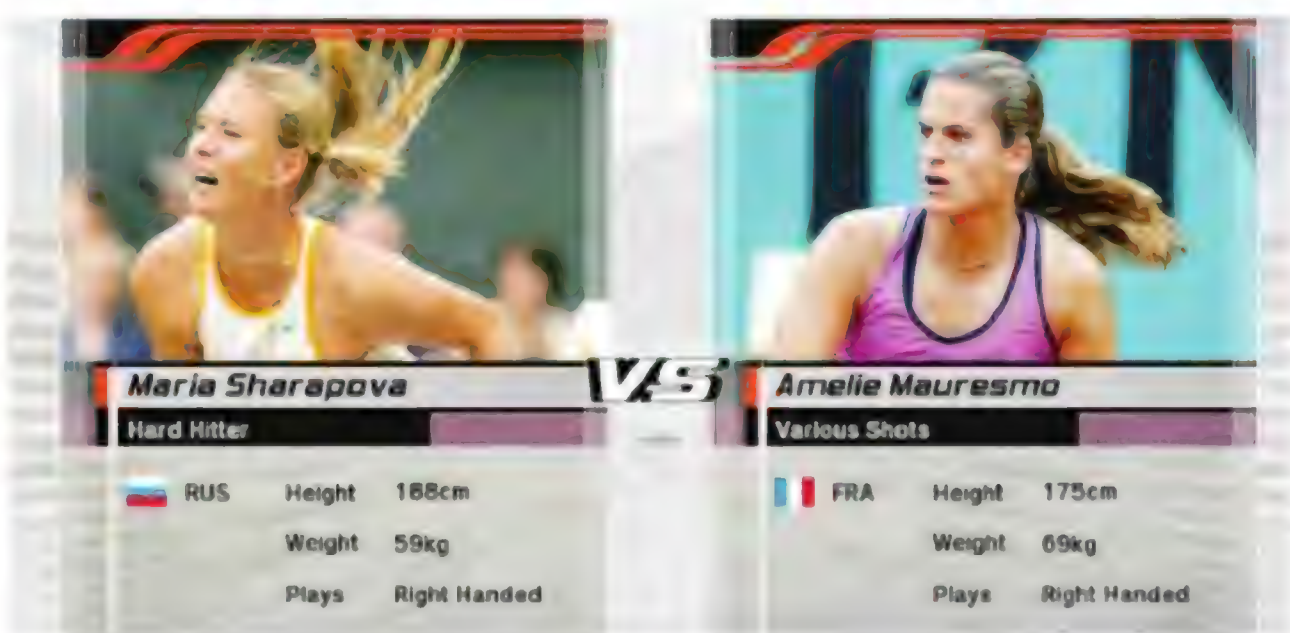 Maria Sharapova
Hard Hitter
RUS Height 188cm
Weight 59kg
Plays Right Handed
VS
Amelie Mauresmo
Various Shots
FRA Height 175cm
Weight 69kg
Plays Right Handed